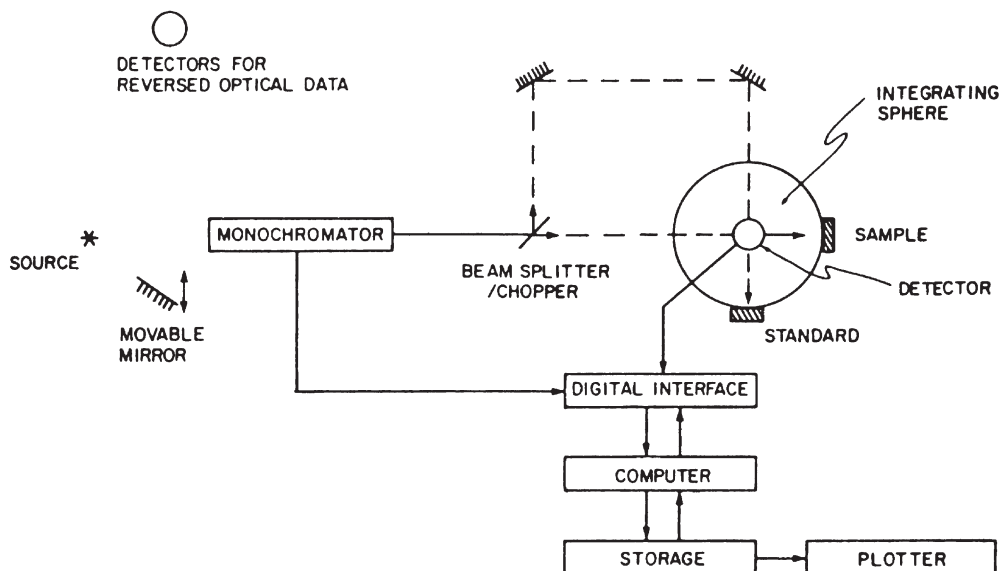 DETECTORS FOR
REVERSED OPTICAL DATA
INTEGRATING
SPHERE
MONOCHROMATOR
SOURCE
SAMPLE
BEAM SPLITTER
/CHOPPER
DETECTOR
MOVABLE
MIRROR
STANDARD
DIGITAL INTERFACE
COMPUTER
STORAGE
PLOTTER